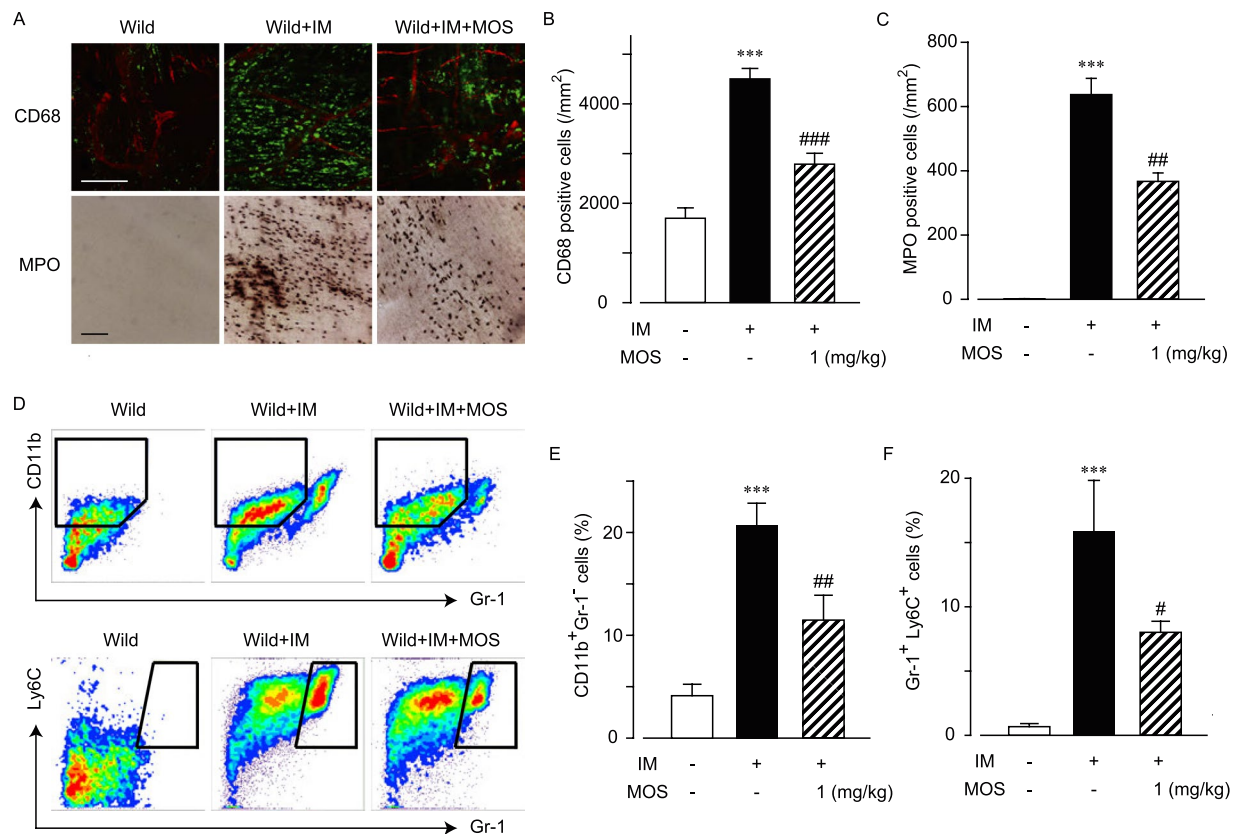 A
Wild Wild+IM Wild+IM+MOS
CD68
MPO
B
CD68 positive cells (/mm²)
4000
2000
0
***
###
IM - + +
MOS - - 1 (mg/kg)
C
MPO positive cells (/mm²)
800
600
400
200
0
***
##
IM - + +
MOS - - 1 (mg/kg)
D
Wild Wild+IM Wild+IM+MOS
CD11b
Gr-1
Wild Wild+IM Wild+IM+MOS
Ly6C
Gr-1
E
CD11b⁺Gr-1⁻ cells (%)
20
10
0
***
##
IM - + +
MOS - - 1 (mg/kg)
F
Gr-1⁺ Ly6C⁺ cells (%)
20
10
0
***
#
IM - + +
MOS - - 1 (mg/kg)